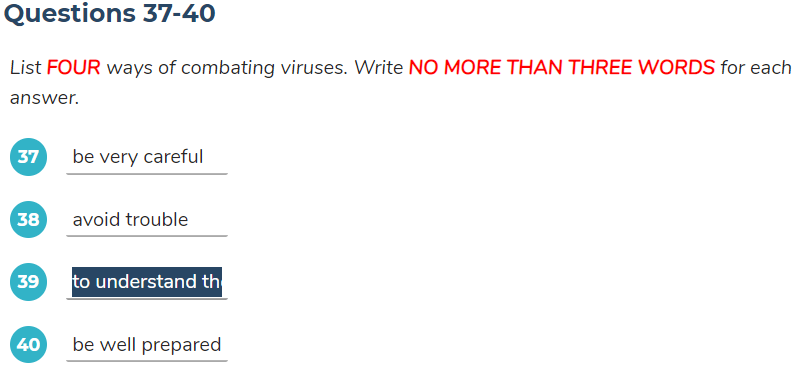 Questions 37-40
List FOUR ways of combating viruses. Write NO MORE THAN THREE WORDS for each
answer.
37 be very careful
38 avoid trouble
39 to understand the
40 be well prepared